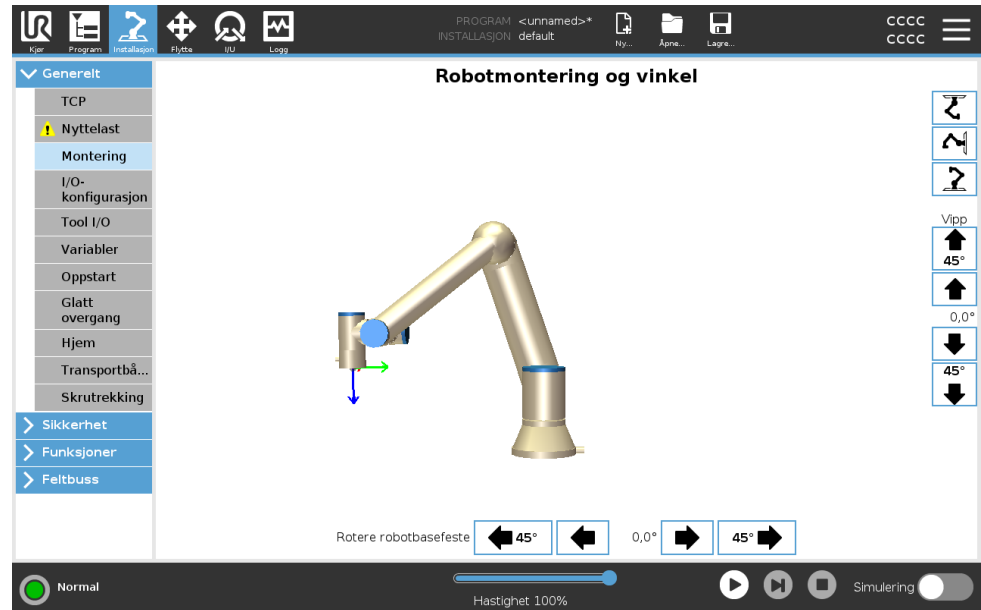 PROGRAM <unnamed>*
INSTALLASJON default
CCCC
CCCC
Kjør Program Installasjon Flytte I/U Logg Ny... Åpne... Lagre...
Generelt
TCP
Nyttelast
Montering
I/O-
konfigurasjon
Tool I/O
Variabler
Oppstart
Glatt
overgang
Hjem
Transportbå...
Skrutrekking
Sikkerhet
Funksjoner
Feltbuss
Robotmontering og vinkel
Vipp
45°
0,0°
45°
Rotere robotbasefeste 45° 0,0° 45°
Normal
Hastighet 100%
Simulering